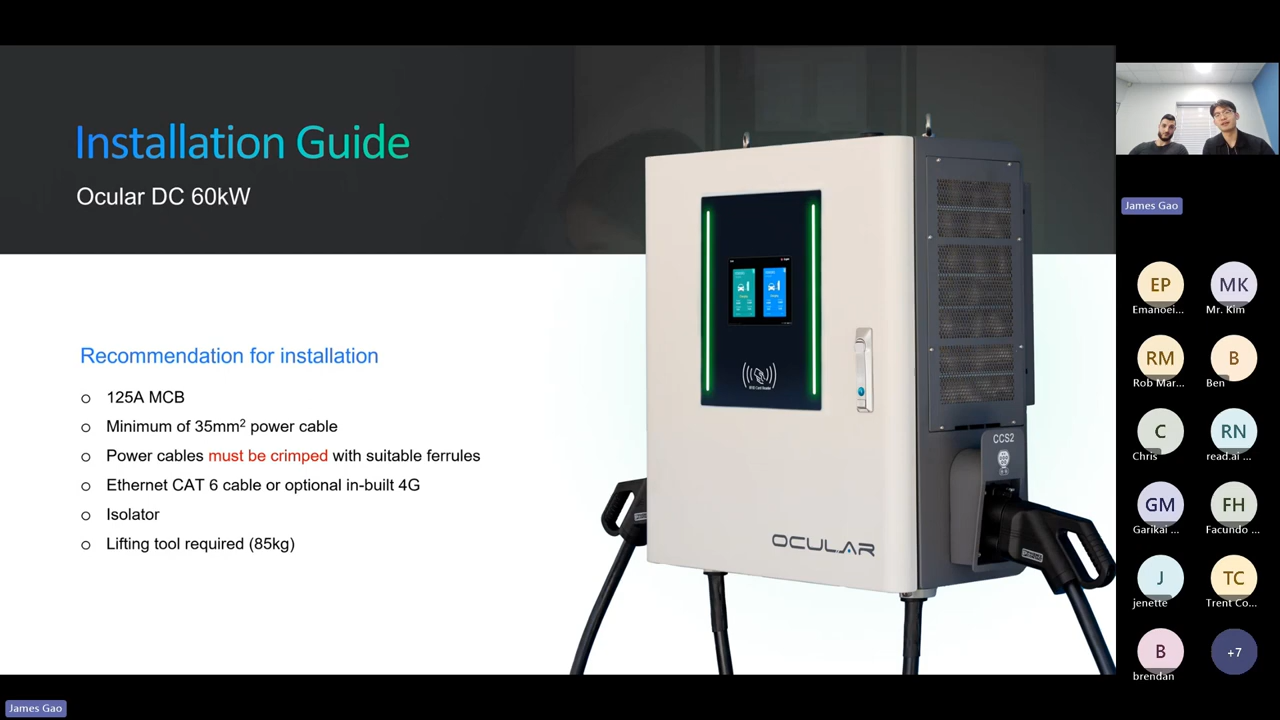 Installation Guide
Ocular DC 60kW
Recommendation for installation
125A MCB
Minimum of 35mm² power cable
Power cables must be crimped with suitable ferrules
Ethernet CAT 6 cable or optional in-built 4G
Isolator
Lifting tool required (85kg)
CCS2
OCULAR
James Gao
EP
Emanoei...
MK
Mr. Kim
RM
Rob Mar...
B
Ben
C
Chris
RN
read.ai ...
GM
Garikai ...
FH
Facundo ...
J
jenette
TC
Trent Co...
B
brendan
+7
James Gao